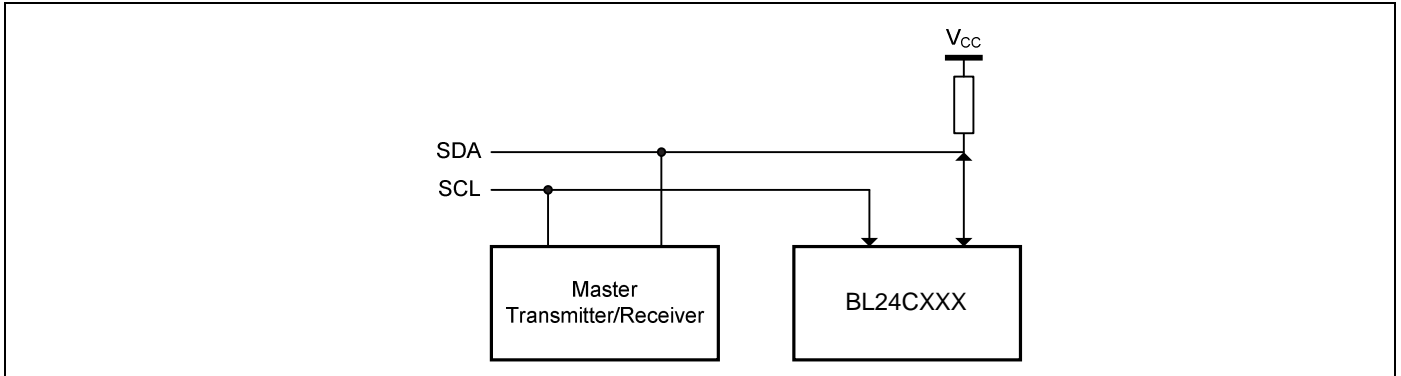 VCC
SDA
SCL
Master
Transmitter/Receiver
BL24CXXX